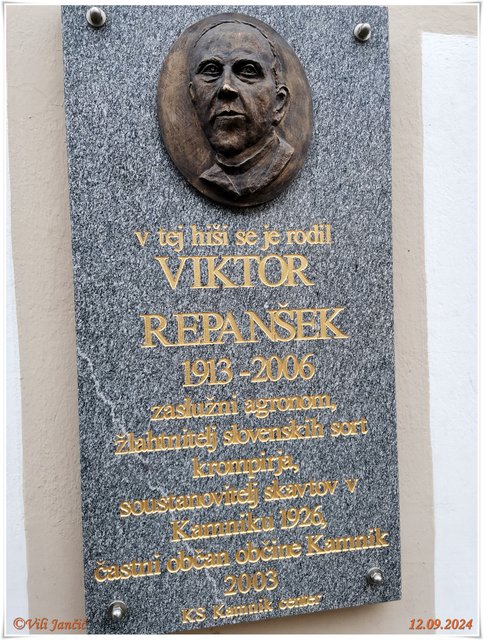 v tej hiši se je rodil
VIKTOR
REPANŠEK
1913 - 2006
zaslužni agronom,
žlahtnitelj slovenskih sort
krompirja,
soustanovitelj skavtov v
Kamniku 1926,
častni občan občine Kamnik
2003
KS Kamnik center
©Vili Jančič
12.09.2024